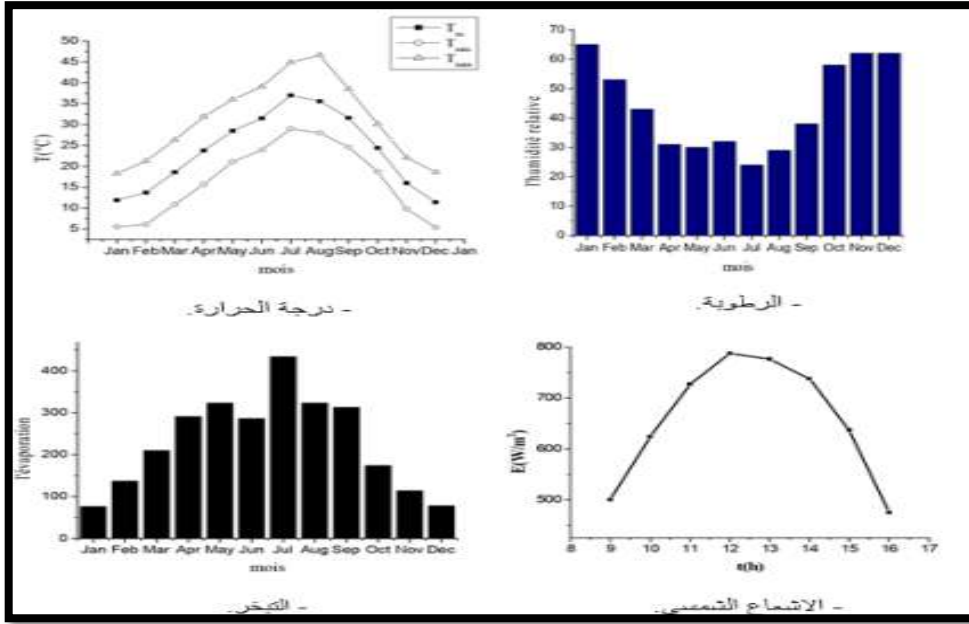 50
45
40
35
30
25
20
15
10
5
T(°C)
T m
T min
T max
Jan Feb Mar Apr May Jun Jul Aug Sep Oct Nov Dec Jan
mois
- درجة الحرارة.
70
60
50
40
30
20
10
0
l'humidité relative
Jan Feb Mar Apr May Jun Jul Aug Sep Oct Nov Dec
mois
- الرطوبة.
400
300
200
100
0
l'évaporation
Jan Feb Mar Apr May Jun Jul Aug Sep Oct Nov Dec
mois
- التبخر.
800
700
600
500
E(W/m²)
8 9 10 11 12 13 14 15 16 17
t(h)
- الاشعاع الشمسي.